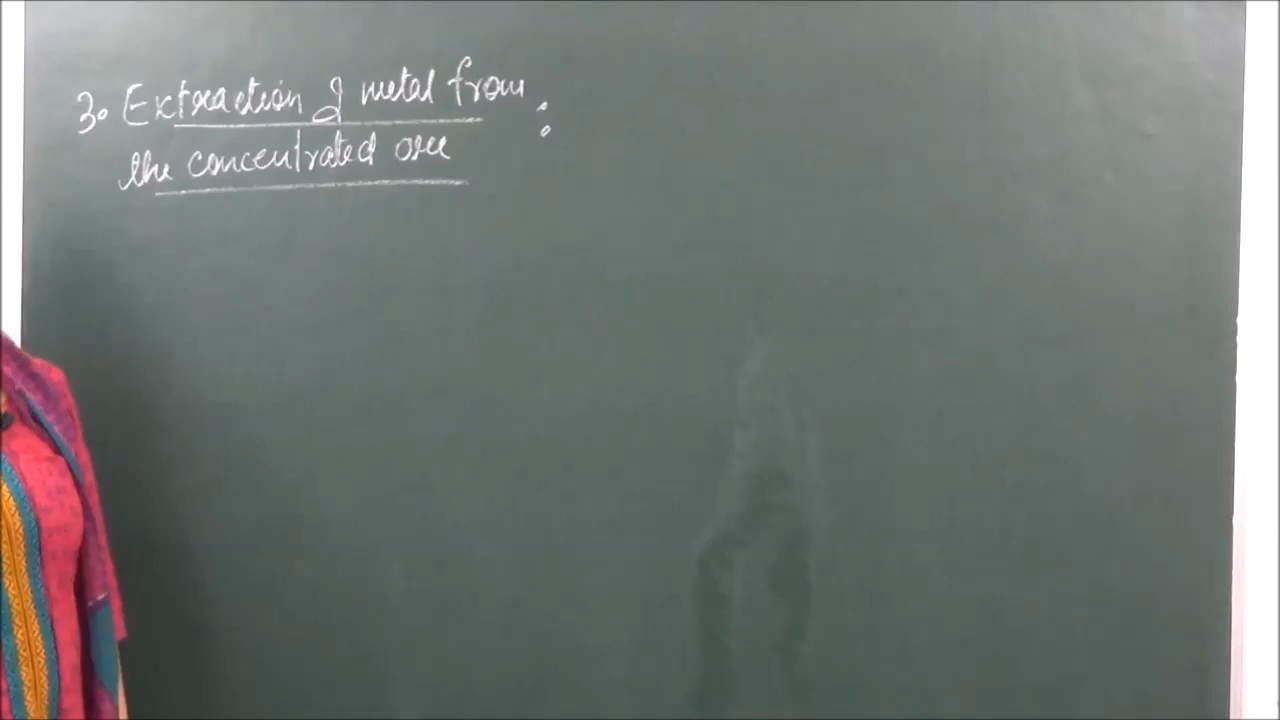 3. Extraction of metal from :
the concentrated ore